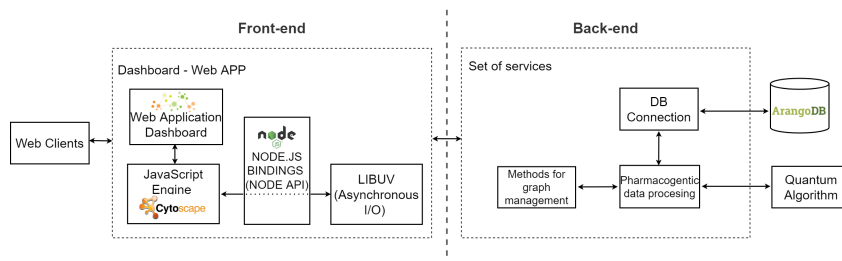 Front-end
Back-end
Dashboard - Web APP
Web Application
Dashboard
Web Clients
JavaScript
Engine
Cytoscape
node
JS
NODE.JS
BINDINGS
(NODE API)
LIBUV
(Asynchronous
I/O)
Set of services
DB
Connection
ArangoDB
Methods for
graph
management
Pharmacogentic
data procesing
Quantum
Algorithm